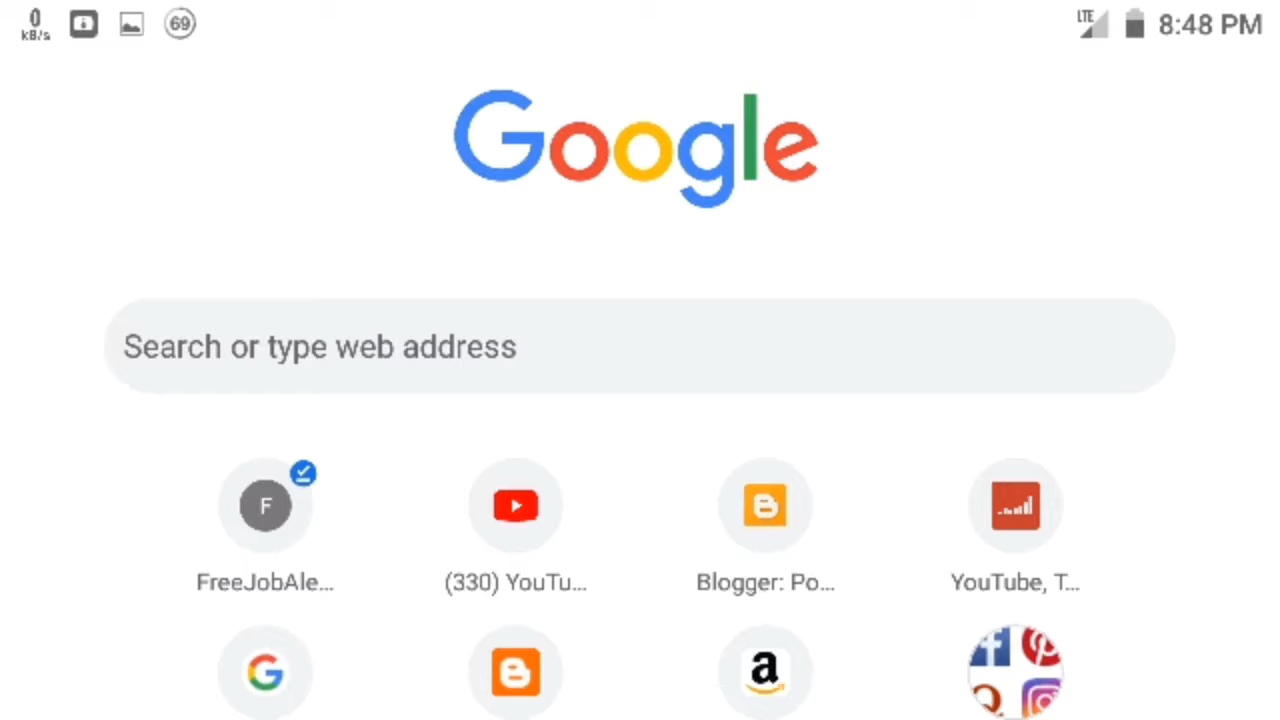 0
kB/s
69
LTE
8:48 PM
Google
Search or type web address
F
FreeJobAle...
(330) YouTu...
Blogger: Po...
YouTube, T...